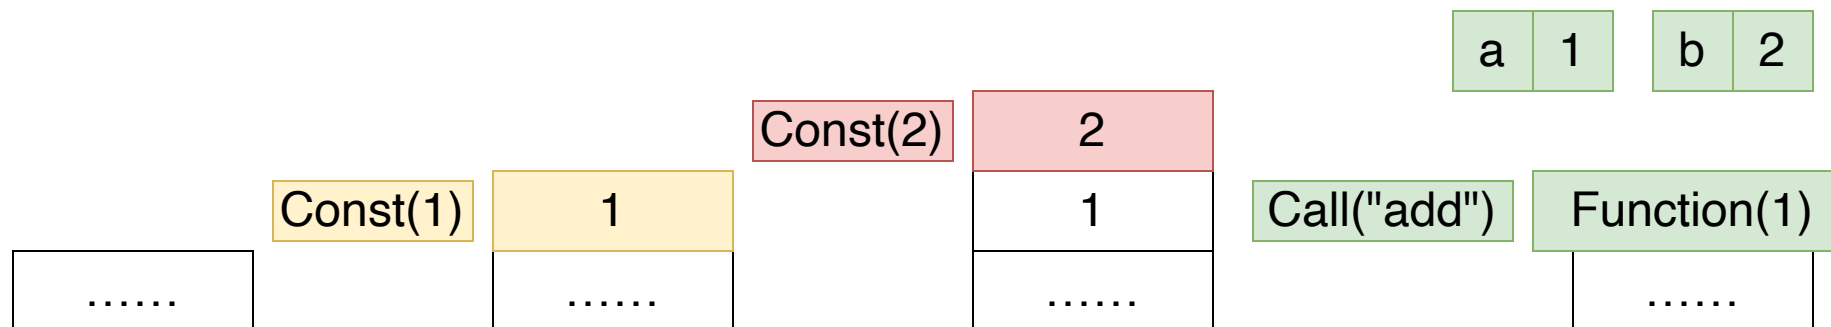 a 1 b 2
Const(2) 2
Const(1) 1 1 Call("add") Function(1)
...... ...... ...... ......